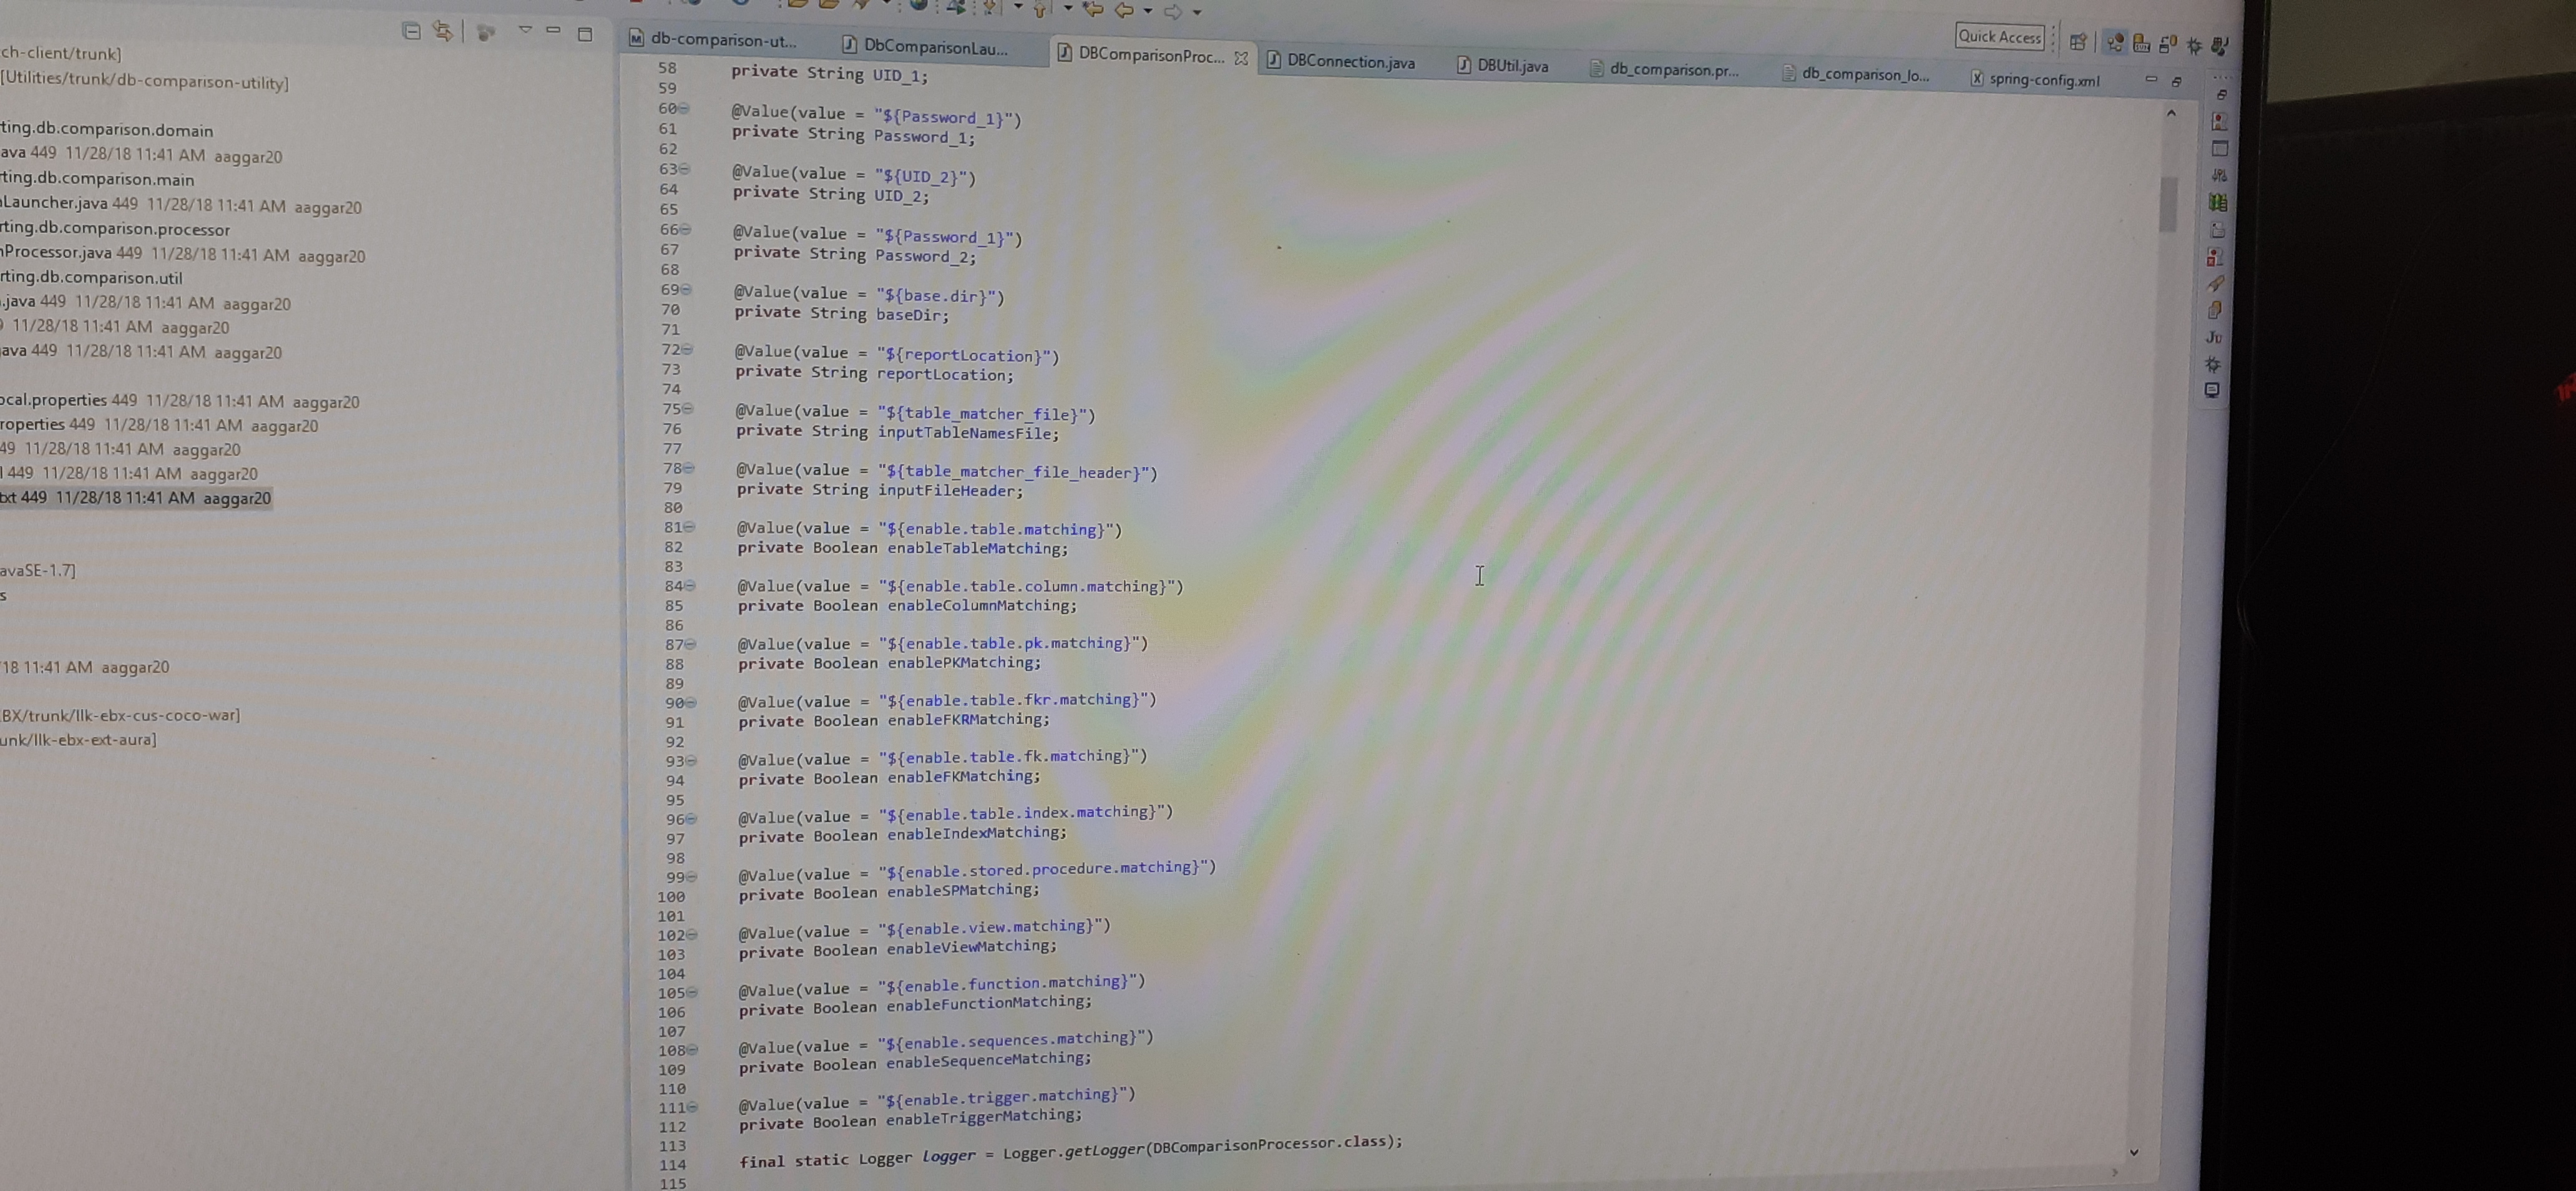 Quick Access
db-comparison-ut...
DbComparisonLau...
DBComparisonProc...
DBConnection.java
DBUtil.java
db_comparison.pr...
db_comparison_lo...
spring-config.xml
ch-client/trunk]
[Utilities/trunk/db-comparison-utility]
ting.db.comparison.domain
ava 449 11/28/18 11:41 AM aaggar20
rting.db.comparison.main
nLauncher.java 449 11/28/18 11:41 AM aaggar20
rting.db.comparison.processor
nProcessor.java 449 11/28/18 11:41 AM aaggar20
rting.db.comparison.util
.java 449 11/28/18 11:41 AM aaggar20
9 11/28/18 11:41 AM aaggar20
ava 449 11/28/18 11:41 AM aaggar20
ocal.properties 449 11/28/18 11:41 AM aaggar20
roperties 449 11/28/18 11:41 AM aaggar20
49 11/28/18 11:41 AM aaggar20
l 449 11/28/18 11:41 AM aaggar20
txt 449 11/28/18 11:41 AM aaggar20
avaSE-1.7]
s
/18 11:41 AM aaggar20
EBX/trunk/llk-ebx-cus-coco-war]
unk/llk-ebx-ext-aura]
58 private String UID_1;
59
60 @Value(value = "${Password_1}")
61 private String Password_1;
62
63 @Value(value = "${UID_2}")
64 private String UID_2;
65
66 @Value(value = "${Password_1}")
67 private String Password_2;
68
69 @Value(value = "${base.dir}")
70 private String baseDir;
71
72 @Value(value = "${reportLocation}")
73 private String reportLocation;
74
75 @Value(value = "${table_matcher_file}")
76 private String inputTableNamesFile;
77
78 @Value(value = "${table_matcher_file_header}")
79 private String inputFileHeader;
80
81 @Value(value = "${enable.table.matching}")
82 private Boolean enableTableMatching;
83
84 @Value(value = "${enable.table.column.matching}")
85 private Boolean enableColumnMatching;
86
87 @Value(value = "${enable.table.pk.matching}")
88 private Boolean enablePKMatching;
89
90 @Value(value = "${enable.table.fkr.matching}")
91 private Boolean enableFKRMatching;
92
93 @Value(value = "${enable.table.fk.matching}")
94 private Boolean enableFKMatching;
95
96 @Value(value = "${enable.table.index.matching}")
97 private Boolean enableIndexMatching;
98
99 @Value(value = "${enable.stored.procedure.matching}")
100 private Boolean enableSPMatching;
101
102 @Value(value = "${enable.view.matching}")
103 private Boolean enableViewMatching;
104
105 @Value(value = "${enable.function.matching}")
106 private Boolean enableFunctionMatching;
107
108 @Value(value = "${enable.sequences.matching}")
109 private Boolean enableSequenceMatching;
110
111 @Value(value = "${enable.trigger.matching}")
112 private Boolean enableTriggerMatching;
113
114 final static Logger logger = Logger.getLogger(DBComparisonProcessor.class);
115